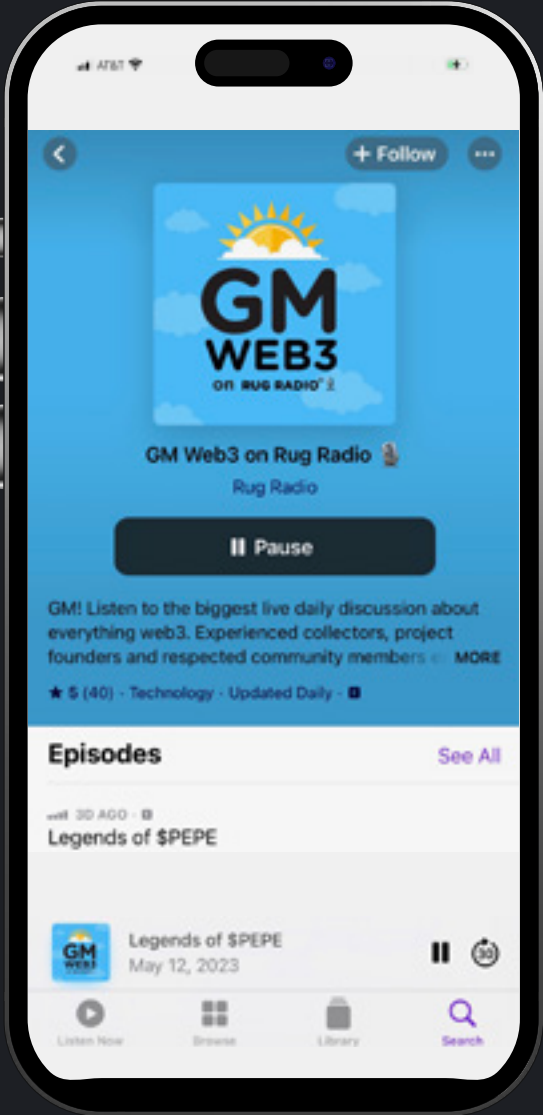 AT&T
+ Follow
GM
WEB3
on RUG RADIO
GM Web3 on Rug Radio
Rug Radio
Pause
GM! Listen to the biggest live daily discussion about
everything web3. Experienced collectors, project
founders and respected community members MORE
★ 5 (40) · Technology · Updated Daily · E
Episodes
See All
3D AGO · E
Legends of $PEPE
GM
WEB3
Legends of $PEPE
May 12, 2023
30
Listen Now
Browse
Library
Search